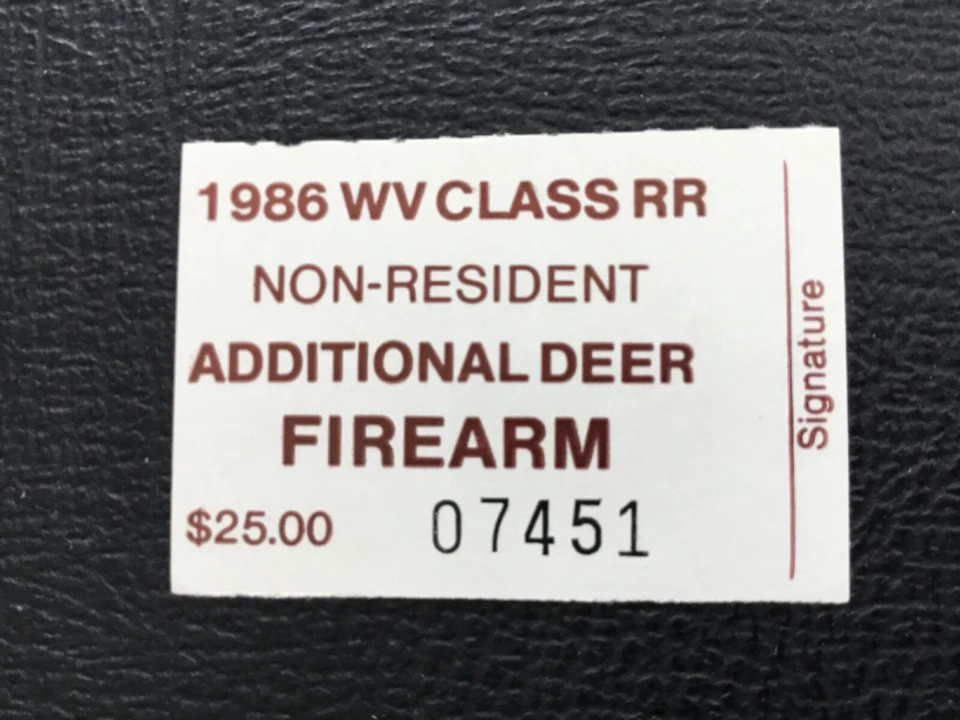 1986 WV CLASS RR
NON-RESIDENT
ADDITIONAL DEER
FIREARM
$25.00 07451
Signature